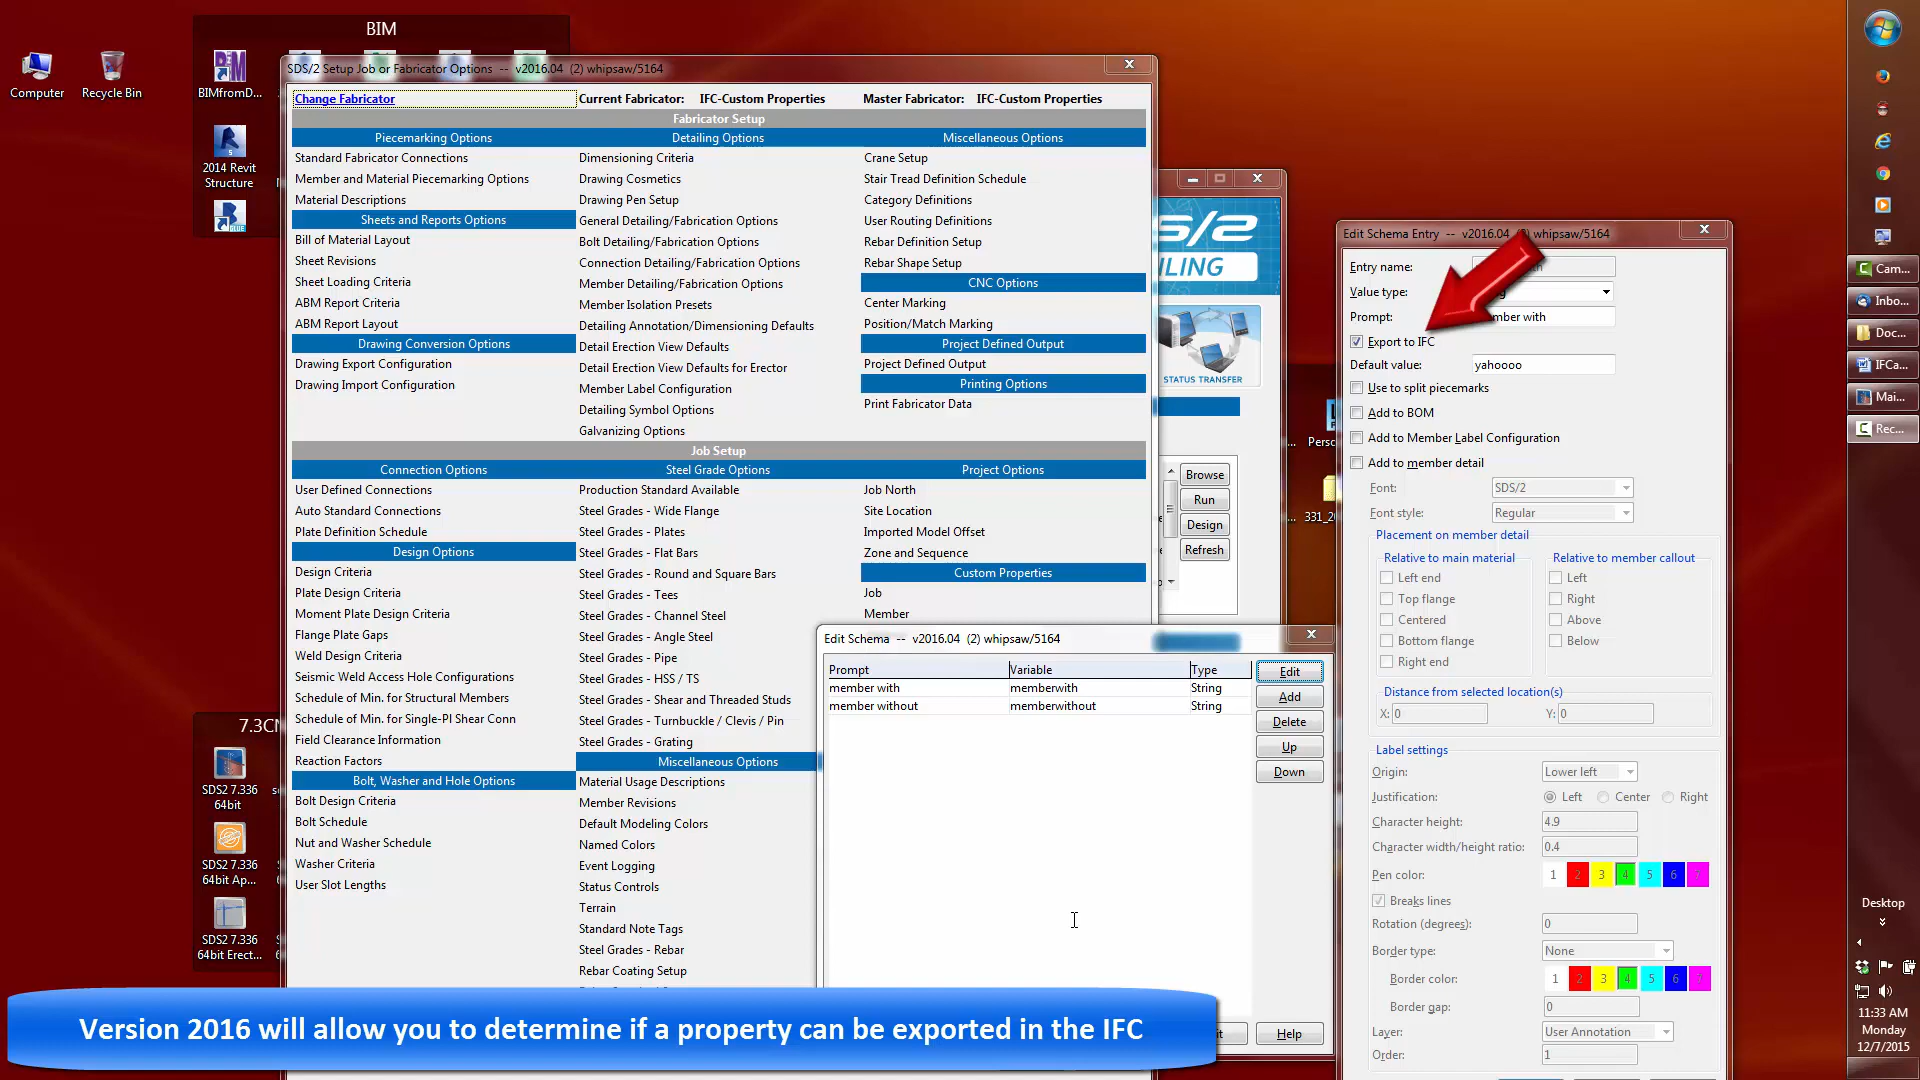 BIM
Computer
Recycle Bin
BIMfromD...
2014 Revit
Structure
SDS/2 Setup Job or Fabricator Options -- v2016.04 (2) whipsaw/5164
Change Fabricator
Current Fabricator: IFC-Custom Properties
Master Fabricator: IFC-Custom Properties
Fabricator Setup
Piecemarking Options
Standard Fabricator Connections
Member and Material Piecemarking Options
Material Descriptions
Sheets and Reports Options
Bill of Material Layout
Sheet Revisions
Sheet Loading Criteria
ABM Report Criteria
ABM Report Layout
Drawing Conversion Options
Drawing Export Configuration
Drawing Import Configuration
Detailing Options
Dimensioning Criteria
Drawing Cosmetics
Drawing Pen Setup
General Detailing/Fabrication Options
Bolt Detailing/Fabrication Options
Connection Detailing/Fabrication Options
Member Detailing/Fabrication Options
Member Isolation Presets
Detailing Annotation/Dimensioning Defaults
Detail Erection View Defaults
Detail Erection View Defaults for Erector
Member Label Configuration
Detailing Symbol Options
Galvanizing Options
Miscellaneous Options
Crane Setup
Stair Tread Definition Schedule
Category Definitions
User Routing Definitions
Rebar Definition Setup
Rebar Shape Setup
CNC Options
Center Marking
Position/Match Marking
Project Defined Output
Project Defined Output
Printing Options
Print Fabricator Data
Job Setup
Connection Options
User Defined Connections
Auto Standard Connections
Plate Definition Schedule
Design Options
Design Criteria
Plate Design Criteria
Moment Plate Design Criteria
Flange Plate Gaps
Weld Design Criteria
Seismic Weld Access Hole Configurations
Schedule of Min. for Structural Members
Schedule of Min. for Single-Pl Shear Conn
Field Clearance Information
Reaction Factors
Bolt, Washer and Hole Options
Bolt Design Criteria
Bolt Schedule
Nut and Washer Schedule
Washer Criteria
User Slot Lengths
Steel Grade Options
Production Standard Available
Steel Grades - Wide Flange
Steel Grades - Plates
Steel Grades - Flat Bars
Steel Grades - Round and Square Bars
Steel Grades - Tees
Steel Grades - Channel Steel
Steel Grades - Angle Steel
Steel Grades - Pipe
Steel Grades - HSS / TS
Steel Grades - Shear and Threaded Studs
Steel Grades - Turnbuckle / Clevis / Pin
Steel Grades - Grating
Miscellaneous Options
Material Usage Descriptions
Member Revisions
Default Modeling Colors
Named Colors
Event Logging
Status Controls
Terrain
Standard Note Tags
Steel Grades - Rebar
Rebar Coating Setup
Project Options
Job North
Site Location
Imported Model Offset
Zone and Sequence
Custom Properties
Job
Member
S/2
ILING
STATUS TRANSFER
Browse
Run
Design
Refresh
Edit Schema -- v2016.04 (2) whipsaw/5164
Prompt Variable Type
member with memberwith String
member without memberwithout String
Edit
Add
Delete
Up
Down
Help
Edit Schema Entry -- v2016.04 (2) whipsaw/5164
Entry name:
Value type:
Prompt: mber with
Export to IFC
Default value: yahoooo
Use to split piecemarks
Add to BOM
Add to Member Label Configuration
Add to member detail
Font: SDS/2
Font style: Regular
Placement on member detail
Relative to main material
Left end
Top flange
Centered
Bottom flange
Right end
Relative to member callout
Left
Right
Above
Below
Distance from selected location(s)
X: 0 Y: 0
Label settings
Origin: Lower left
Justification: Left Center Right
Character height: 4.9
Character width/height ratio: 0.4
Pen color: 1 2 3 4 5 6 7
Breaks lines
Rotation (degrees): 0
Border type: None
Border color: 1 2 3 4 5 6 7
Border gap: 0
Layer: User Annotation
Order: 1
Perso
331_2
7.3CN
SDS2 7.336
64bit
SDS2 7.336
64bit Ap...
SDS2 7.336
64bit Erect...
Cam...
Inbo...
Doc...
IFCa...
Mai...
Rec...
Desktop
11:33 AM
Monday
12/7/2015
Version 2016 will allow you to determine if a property can be exported in the IFC